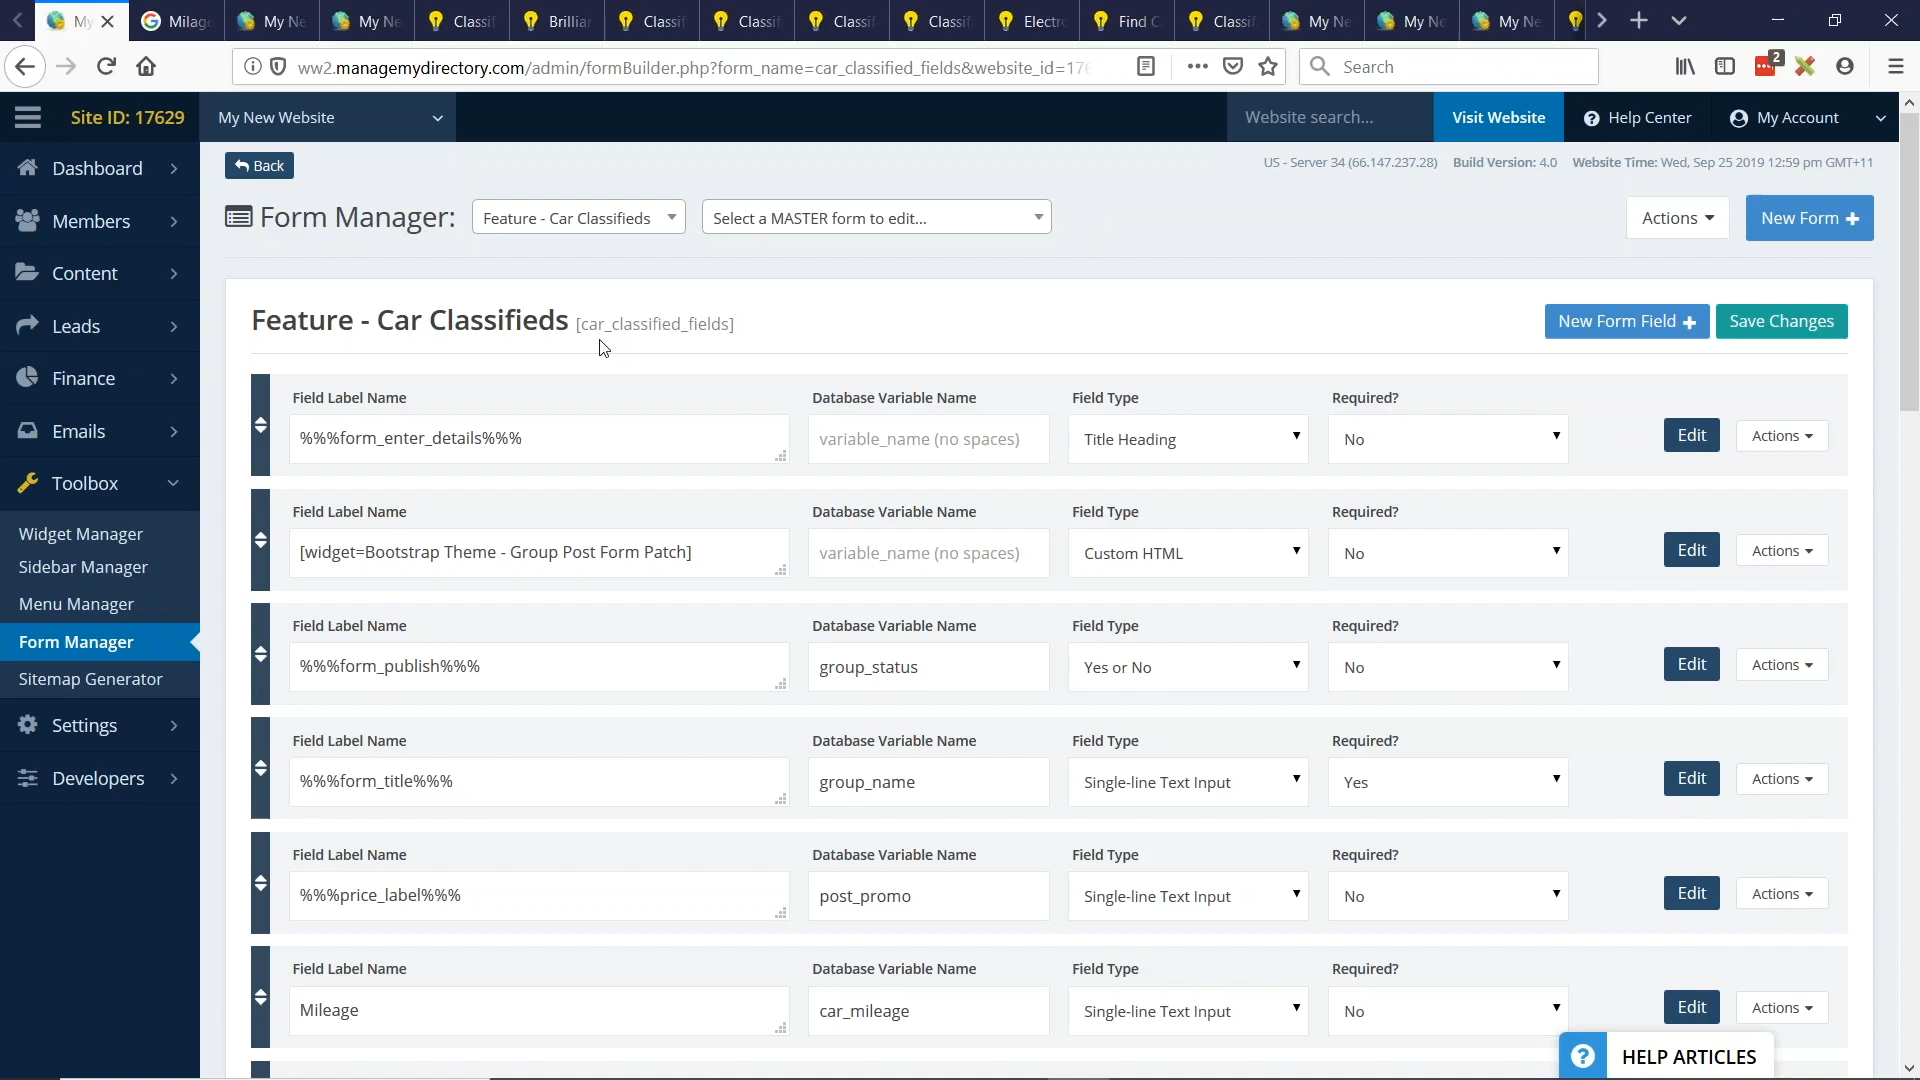 My
Milag
My Ne
My Ne
Classif
Brillian
Classif
Classif
Classif
Classif
Electro
Find C
Classif
My Ne
My Ne
My Ne
ww2.managemydirectory.com/admin/formBuilder.php?form_name=car_classified_fields&website_id=176
Search
2
Site ID: 17629
My New Website
Website search...
Visit Website
Help Center
My Account
Dashboard
Members
Content
Leads
Finance
Emails
Toolbox
Widget Manager
Sidebar Manager
Menu Manager
Form Manager
Sitemap Generator
Settings
Developers
Back
US - Server 34 (66.147.237.28) Build Version: 4.0 Website Time: Wed, Sep 25 2019 12:59 pm GMT+11
Form Manager:
Feature - Car Classifieds
Select a MASTER form to edit...
Actions
New Form +
Feature - Car Classifieds [car_classified_fields]
New Form Field +
Save Changes
Field Label Name Database Variable Name Field Type Required?
%%%form_enter_details%%% variable_name (no spaces) Title Heading No Edit Actions
Field Label Name Database Variable Name Field Type Required?
[widget=Bootstrap Theme - Group Post Form Patch] variable_name (no spaces) Custom HTML No Edit Actions
Field Label Name Database Variable Name Field Type Required?
%%%form_publish%%% group_status Yes or No No Edit Actions
Field Label Name Database Variable Name Field Type Required?
%%%form_title%%% group_name Single-line Text Input Yes Edit Actions
Field Label Name Database Variable Name Field Type Required?
%%%price_label%%% post_promo Single-line Text Input No Edit Actions
Field Label Name Database Variable Name Field Type Required?
Mileage car_mileage Single-line Text Input No Edit Actions
? HELP ARTICLES